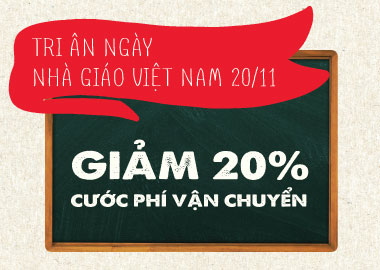 TRI ÂN NGÀY
NHÀ GIÁO VIỆT NAM 20/11
GIẢM 20%
CƯỚC PHÍ VẬN CHUYỂN